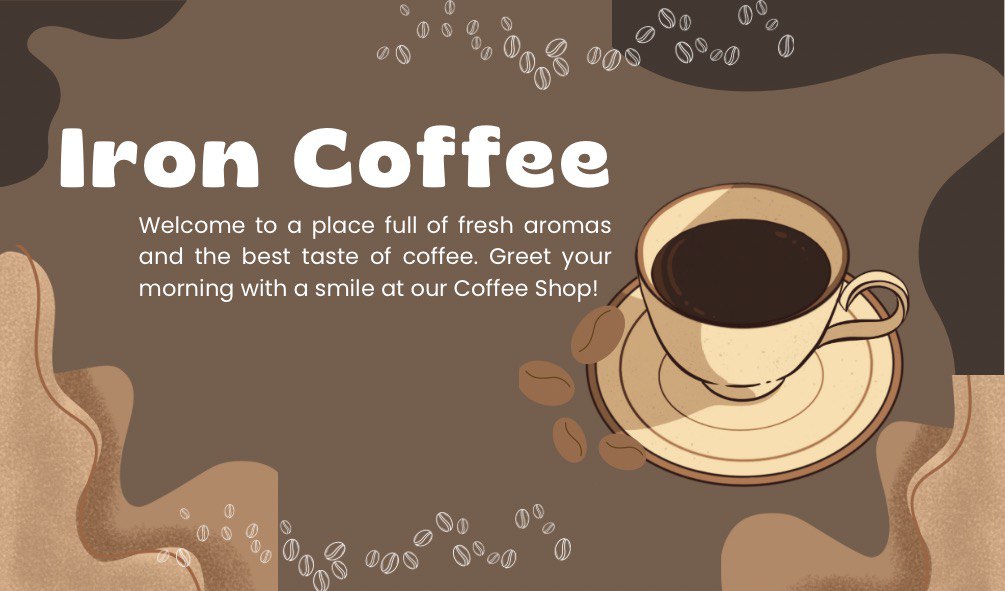 Iron Coffee
Welcome to a place full of fresh aromas
and the best taste of coffee. Greet your
morning with a smile at our Coffee Shop!